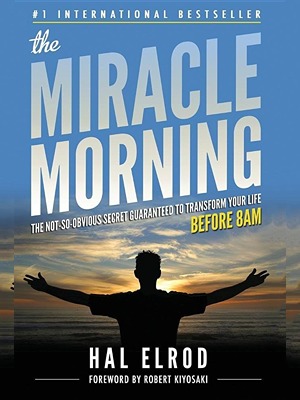 #1 INTERNATIONAL BESTSELLER
the
MIRACLE
MORNING
THE NOT-SO-OBVIOUS SECRET GUARANTEED TO TRANSFORM YOUR LIFE
BEFORE 8AM
HAL ELROD
FOREWORD BY ROBERT KIYOSAKI